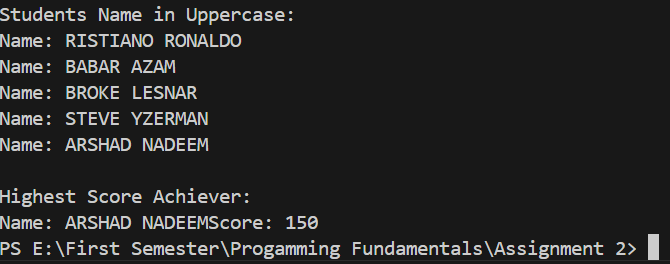 Students Name in Uppercase:
Name: RISTIANO RONALDO
Name: BABAR AZAM
Name: BROKE LESNAR
Name: STEVE YZERMAN
Name: ARSHAD NADEEM
Highest Score Achiever:
Name: ARSHAD NADEEMScore: 150
PS E:\First Semester\Progamming Fundamentals\Assignment 2>